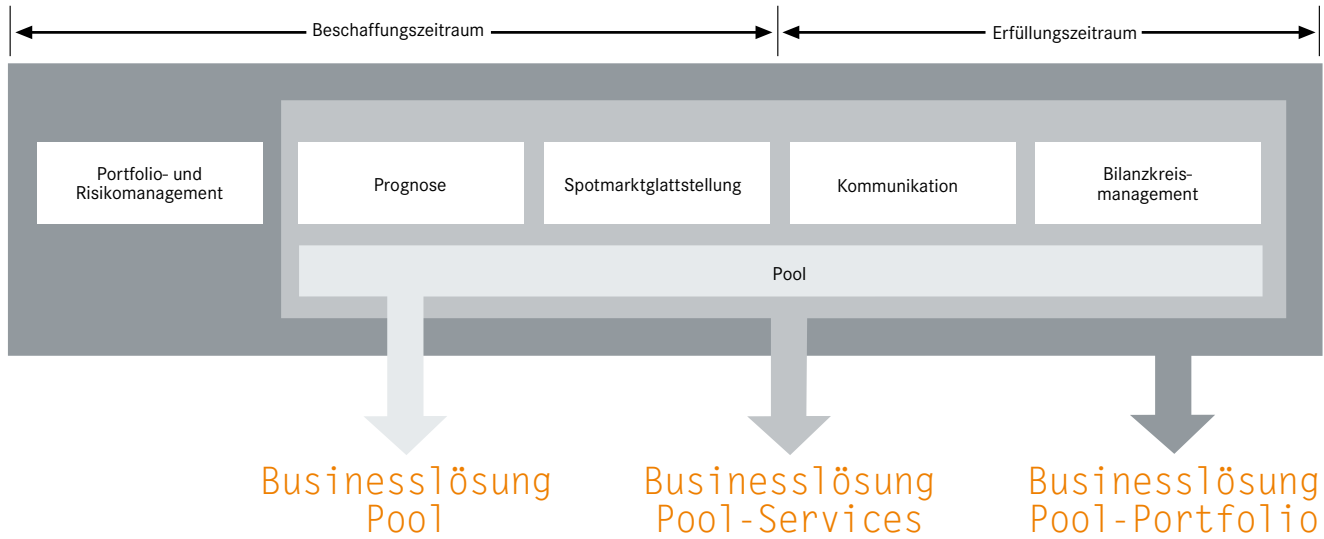 Beschaffungszeitraum
Erfüllungszeitraum
Portfolio- und
Risikomanagement
Prognose
Spotmarktglattstellung
Kommunikation
Bilanzkreis-
management
Pool
Businesslösung
Pool
Businesslösung
Pool-Services
Businesslösung
Pool-Portfolio